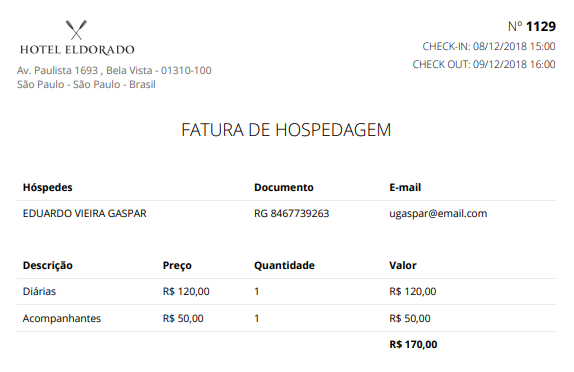 HOTEL ELDORADO
Av. Paulista 1693 , Bela Vista - 01310-100
São Paulo - São Paulo - Brasil
Nº 1129
CHECK-IN: 08/12/2018 15:00
CHECK OUT: 09/12/2018 16:00
FATURA DE HOSPEDAGEM
Hóspedes Documento E-mail
EDUARDO VIEIRA GASPAR RG 8467739263 ugaspar@email.com
Descrição Preço Quantidade Valor
Diárias R$ 120,00 1 R$ 120,00
Acompanhantes R$ 50,00 1 R$ 50,00
R$ 170,00